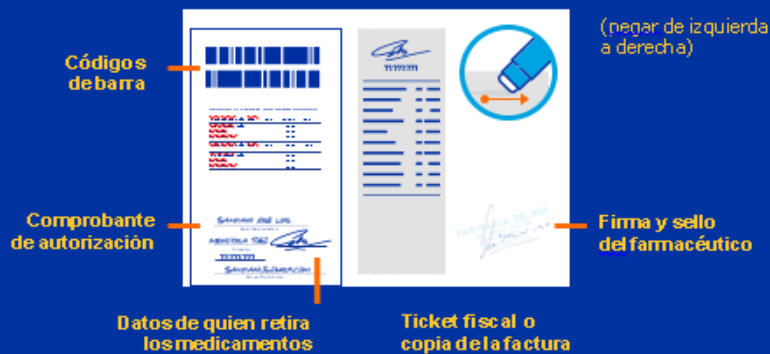 (pegar de izquierda
a derecha)
Códigos
de barra
Comprobante
de autorización
Firma y sello
del farmacéutico
Datos de quien retira
los medicamentos
Ticket fiscal o
copia de la factura